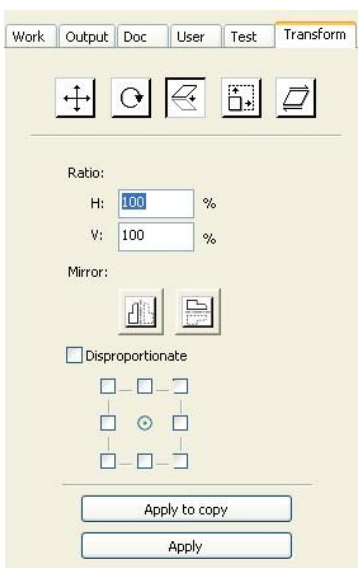 Work Output Doc User Test Transform
Ratio:
H: 100 %
V: 100 %
Mirror:
Disproportionate
Apply to copy
Apply